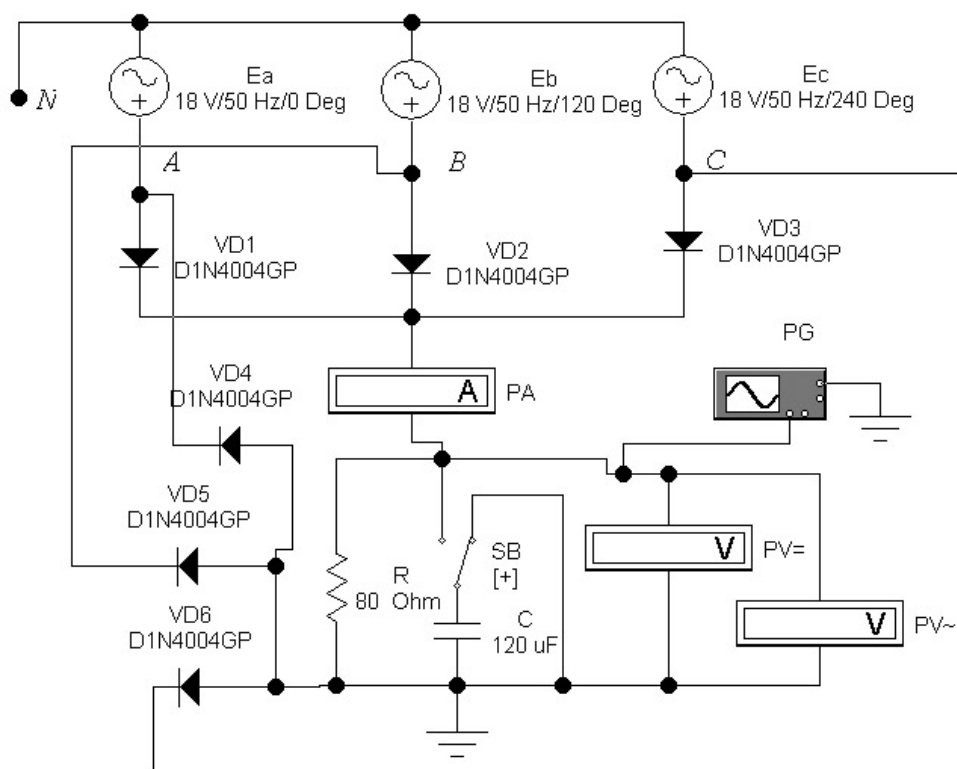 N
Ea
18 V/50 Hz/0 Deg
Eb
18 V/50 Hz/120 Deg
Ec
18 V/50 Hz/240 Deg
A
B
C
VD1
D1N4004GP
VD2
D1N4004GP
VD3
D1N4004GP
PG
VD4
D1N4004GP
A
PA
VD5
D1N4004GP
R
80 Ohm
SB
[+]
V
PV=
VD6
D1N4004GP
C
120 uF
V
PV~